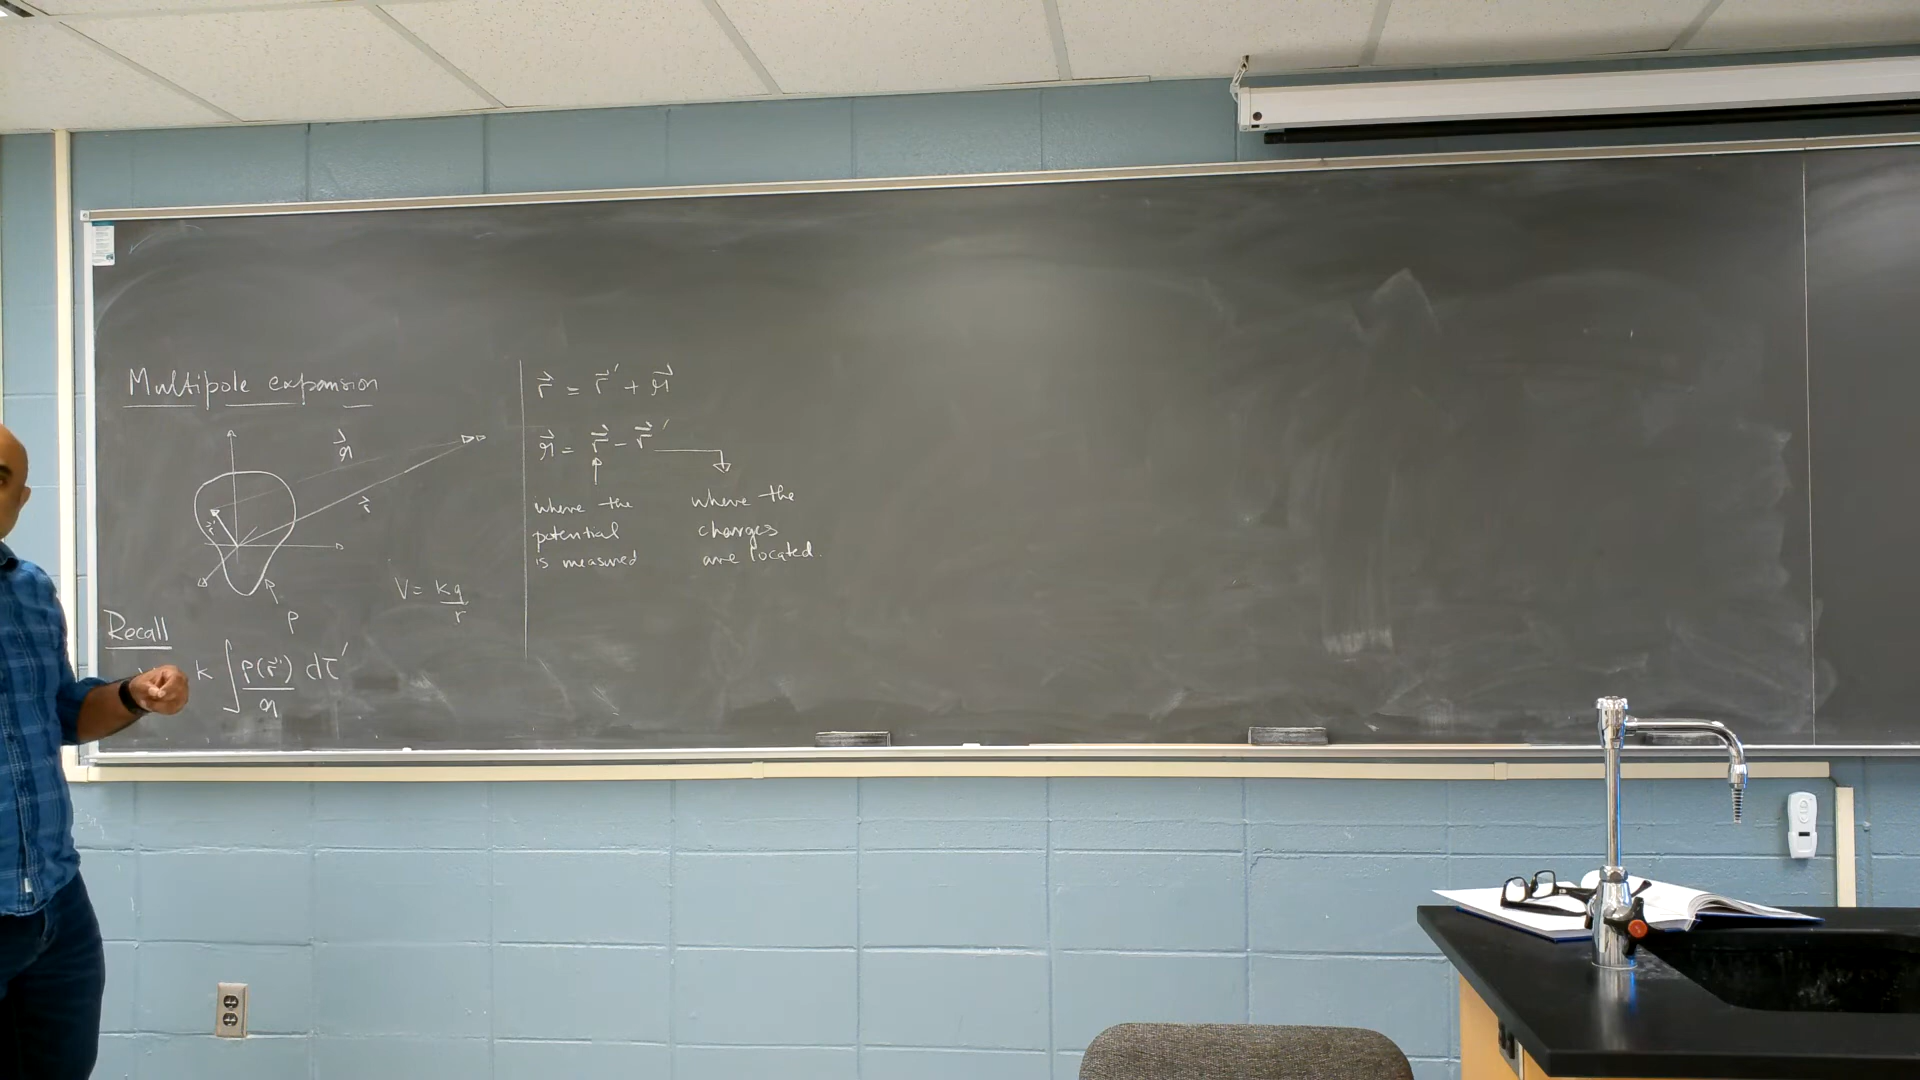 Multipole expansion
𝓇⃗
r⃗
r⃗'
ρ
V = kq/r
Recall
k ∫ ρ(r⃗')/𝓇 dτ'
r⃗ = r⃗' + 𝓇⃗
𝓇⃗ = r⃗ - r⃗'
where the
potential
is measured
where the
charges
are located.